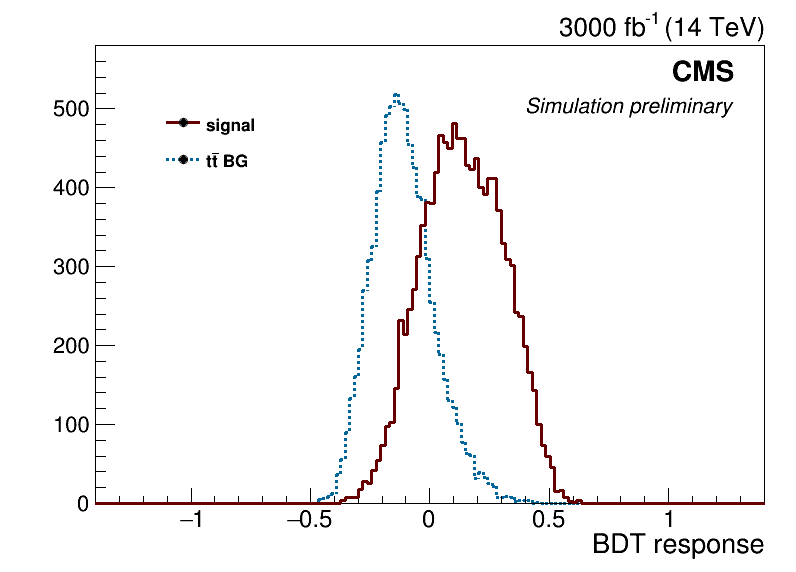 3000 fb⁻¹ (14 TeV)
CMS
Simulation preliminary
signal
tt̄ BG
500
400
300
200
100
0
−1 −0.5 0 0.5 1
BDT response